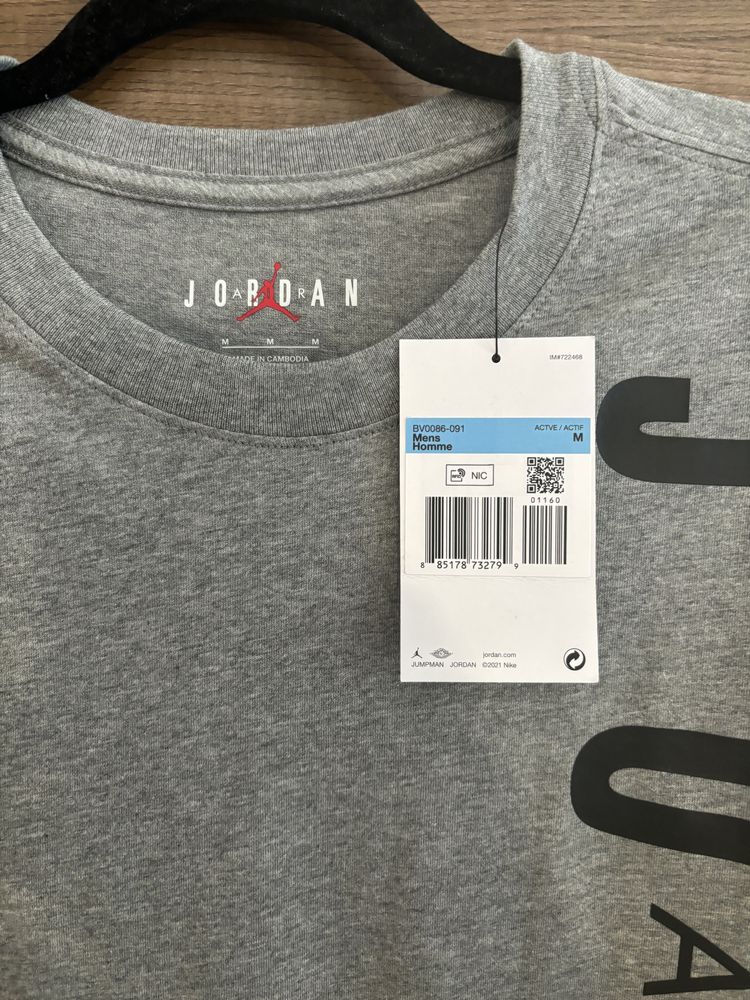 JORDAN
AIR
M M M
MADE IN CAMBODIA
IM#722468
BV0086-091
Mens
Homme
ACTVE / ACTIF
M
NIC
01160
8 85178 73279 9
jordan.com
JUMPMAN JORDAN ©2021 Nike
J
U
A